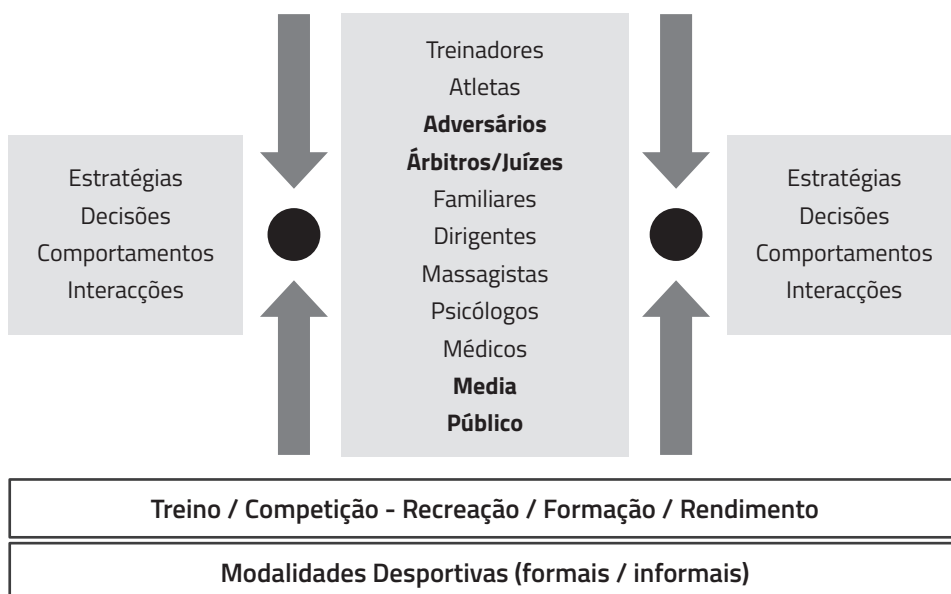 Estratégias
Decisões
Comportamentos
Interacções
Treinadores
Atletas
Adversários
Árbitros/Juízes
Familiares
Dirigentes
Massagistas
Psicólogos
Médicos
Media
Público
Estratégias
Decisões
Comportamentos
Interacções
Treino / Competição - Recreação / Formação / Rendimento
Modalidades Desportivas (formais / informais)